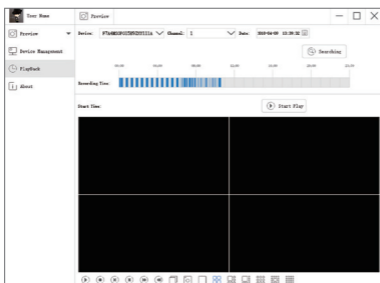 User Name
Preview
Preview
Device:
Channel: 1
Date:
Device Management
Searching
Playback
About
Recording Time:
Start Time:
Start Play